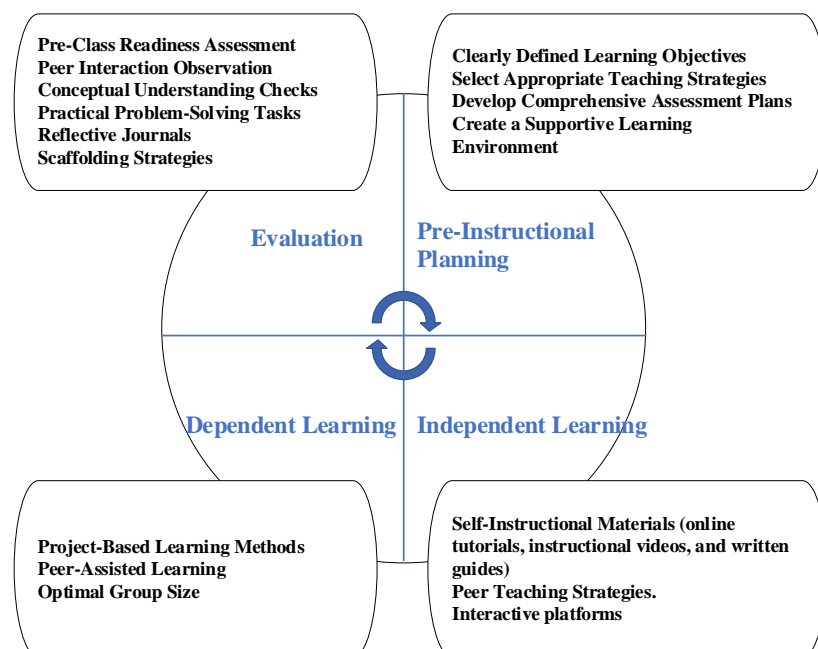 Pre-Class Readiness Assessment
Peer Interaction Observation
Conceptual Understanding Checks
Practical Problem-Solving Tasks
Reflective Journals
Scaffolding Strategies
Clearly Defined Learning Objectives
Select Appropriate Teaching Strategies
Develop Comprehensive Assessment Plans
Create a Supportive Learning
Environment
Evaluation
Pre-Instructional
Planning
Dependent Learning
Independent Learning
Project-Based Learning Methods
Peer-Assisted Learning
Optimal Group Size
Self-Instructional Materials (online
tutorials, instructional videos, and written
guides)
Peer Teaching Strategies.
Interactive platforms